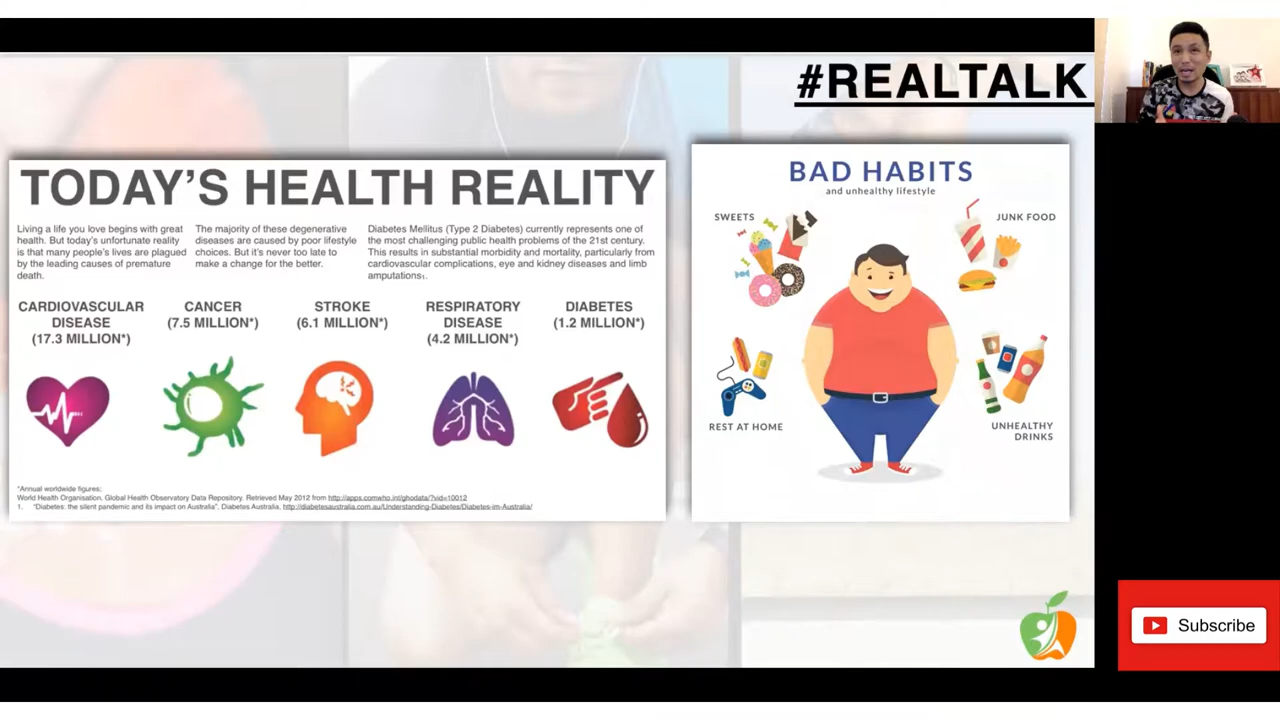 #REALTALK
TODAY'S HEALTH REALITY
Living a life you love begins with great
health. But today's unfortunate reality
is that many people's lives are plagued
by the leading causes of premature
death.
The majority of these degenerative
diseases are caused by poor lifestyle
choices. But it's never too late to
make a change for the better.
Diabetes Mellitus (Type 2 Diabetes) currently represents one of
the most challenging public health problems of the 21st century.
This results in substantial morbidity and mortality, particularly from
cardiovascular complications, eye and kidney diseases and limb
amputations1.
CARDIOVASCULAR
DISEASE
(17.3 MILLION*)
CANCER
(7.5 MILLION*)
STROKE
(6.1 MILLION*)
RESPIRATORY
DISEASE
(4.2 MILLION*)
DIABETES
(1.2 MILLION*)
*Annual worldwide figures;
World Health Organisation. Global Health Observatory Data Repository. Retrieved May 2012 from http://apps.comwho.int/ghodata/?vid=10012
1. "Diabetes: the silent pandemic and its impact on Australia", Diabetes Australia, http://diabetesaustralia.com.au/Understanding-Diabetes/Diabetes-im-Australia/
BAD HABITS
and unhealthy lifestyle
SWEETS
JUNK FOOD
REST AT HOME
UNHEALTHY
DRINKS
Subscribe